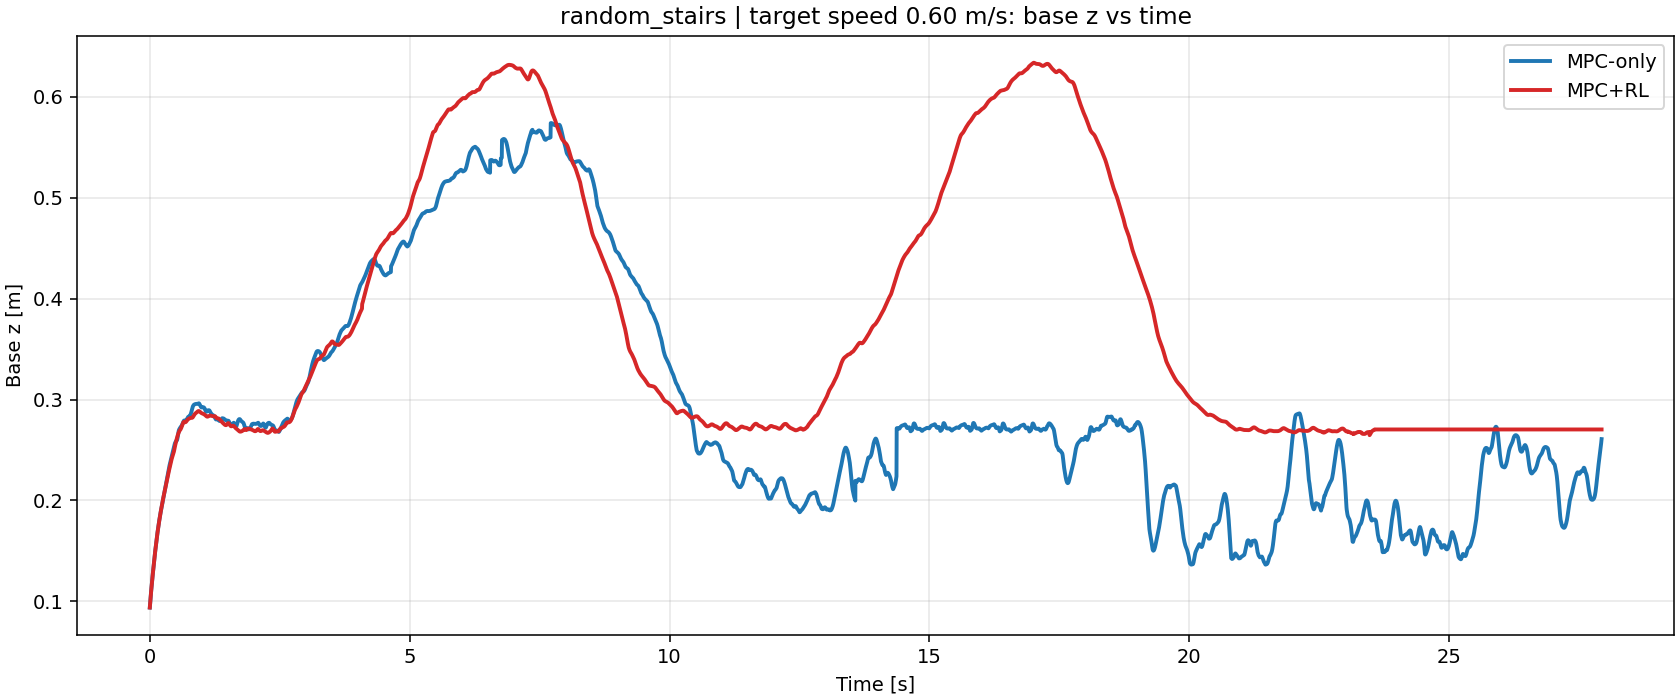 random_stairs | target speed 0.60 m/s: base z vs time
MPC-only
MPC+RL
Base z [m]
0.6
0.5
0.4
0.3
0.2
0.1
0
5
10
15
20
25
Time [s]